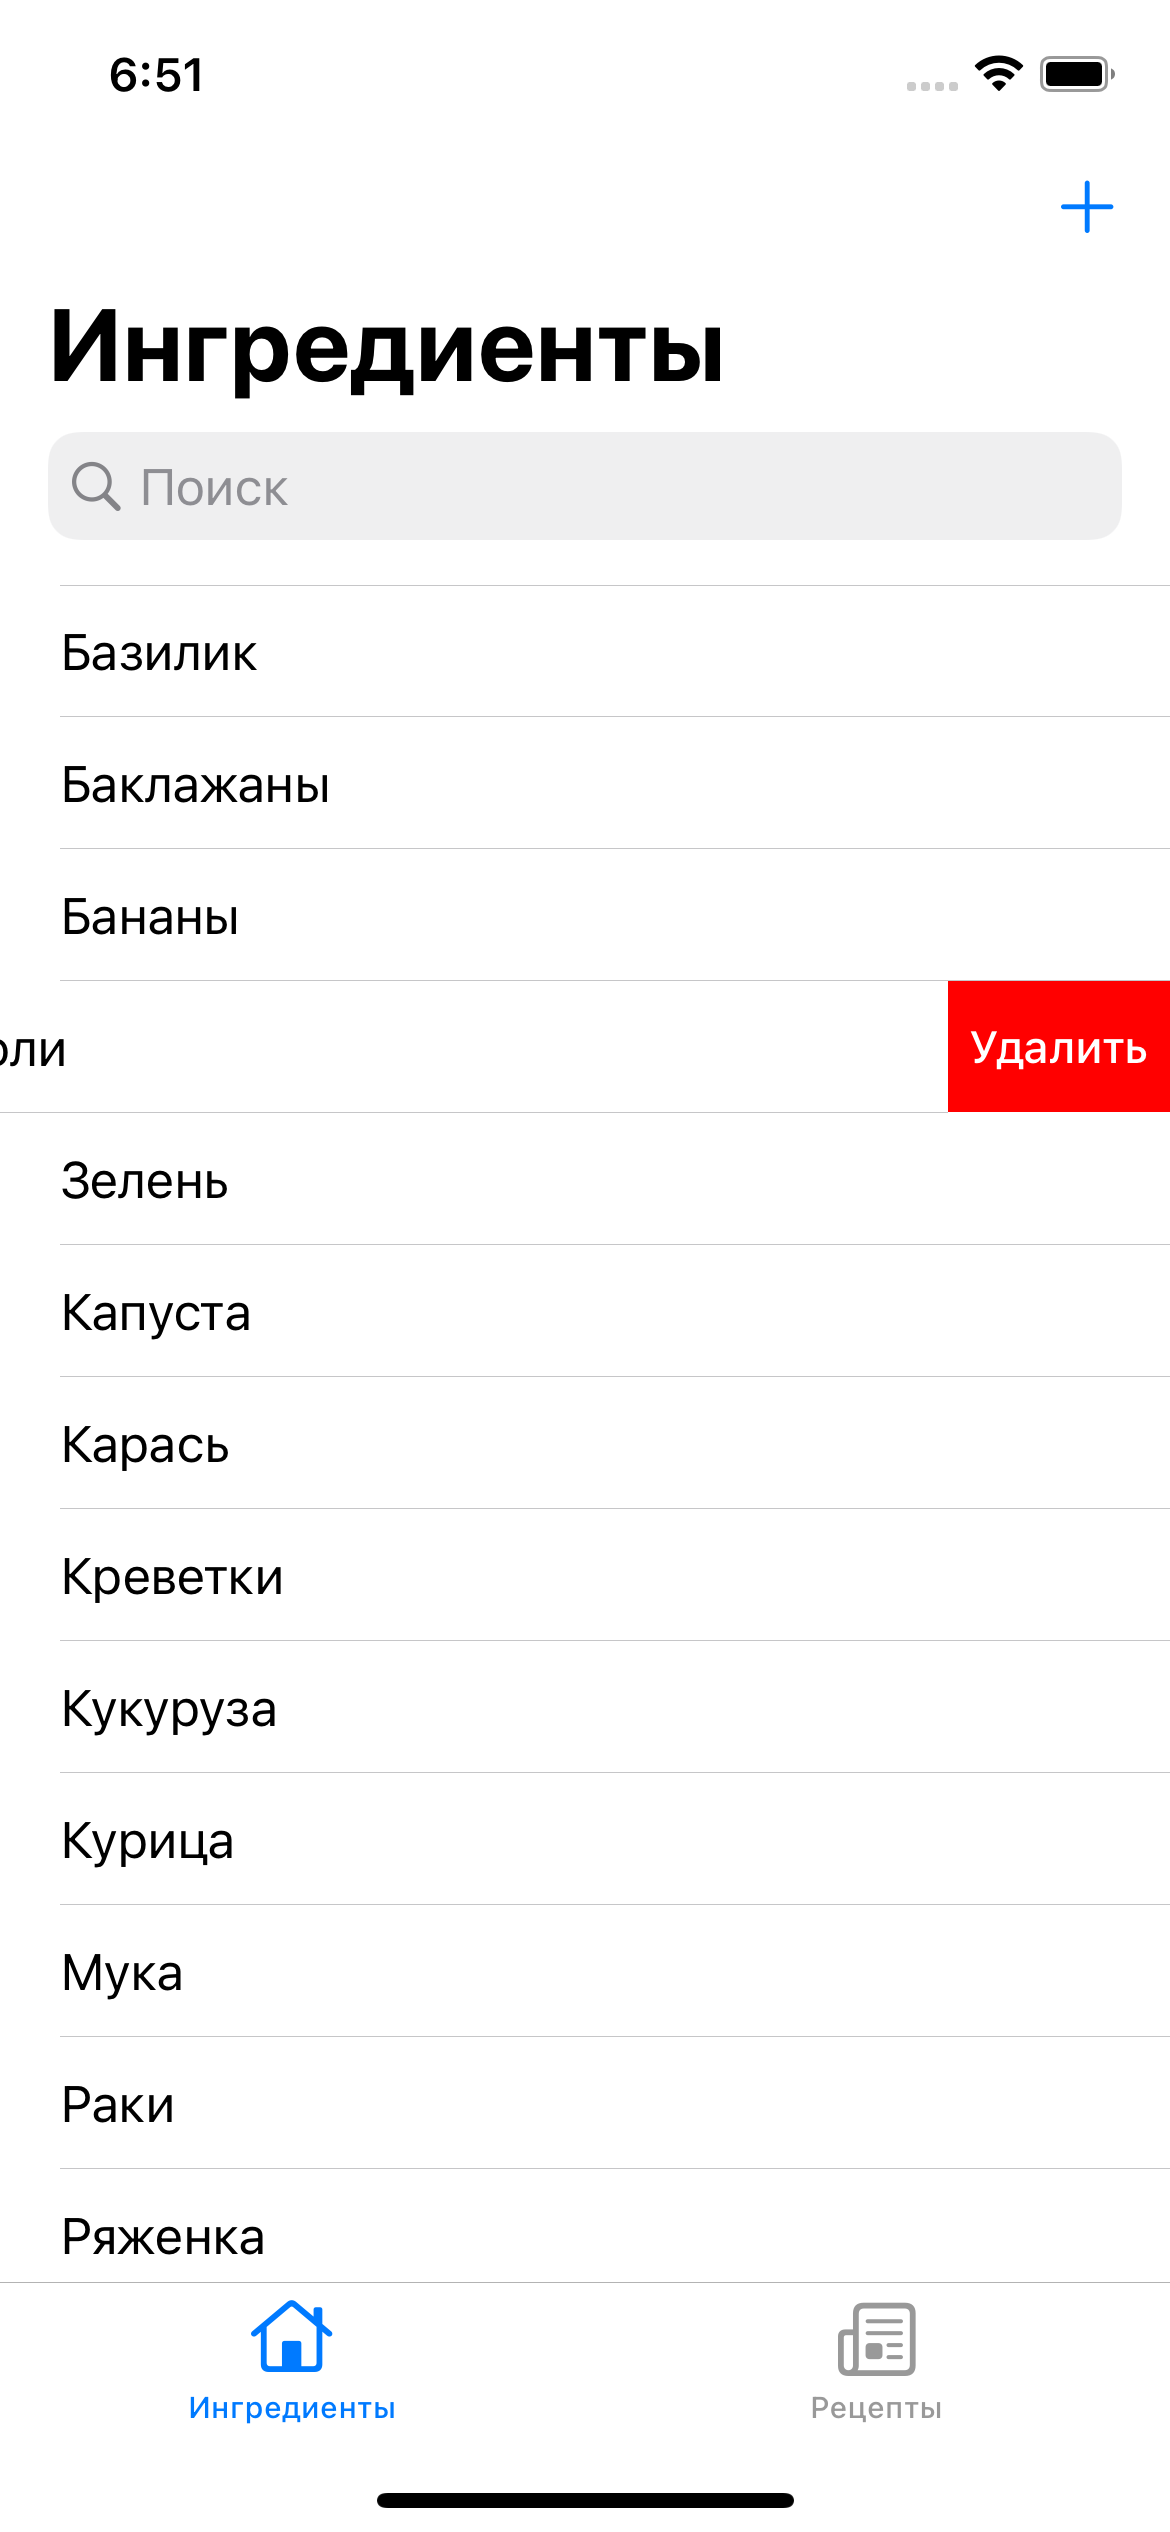 6:51
Ингредиенты
Поиск
Базилик
Баклажаны
Бананы
оли Удалить
Зелень
Капуста
Карась
Креветки
Кукуруза
Курица
Мука
Раки
Ряженка
Ингредиенты Рецепты